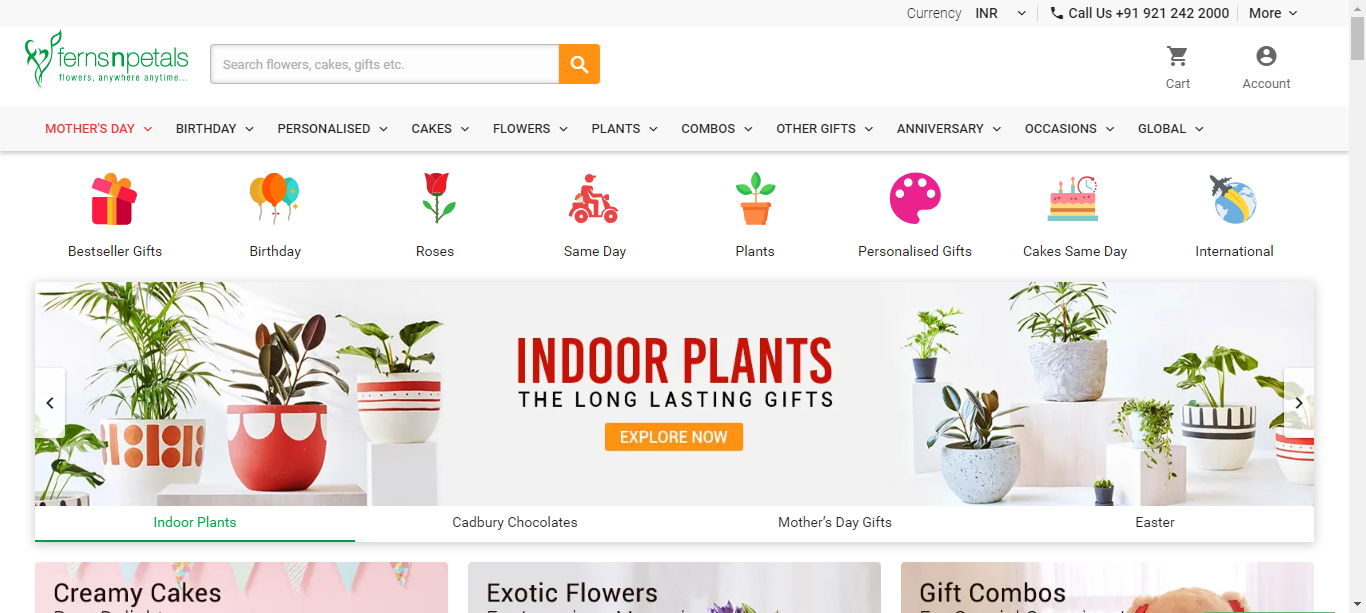 Currency INR Call Us +91 921 242 2000 More
fernsnpetals
flowers, anywhere anytime...
Search flowers, cakes, gifts etc.
Cart Account
MOTHER'S DAY BIRTHDAY PERSONALISED CAKES FLOWERS PLANTS COMBOS OTHER GIFTS ANNIVERSARY OCCASIONS GLOBAL
Bestseller Gifts Birthday Roses Same Day Plants Personalised Gifts Cakes Same Day International
INDOOR PLANTS
THE LONG LASTING GIFTS
EXPLORE NOW
Indoor Plants Cadbury Chocolates Mother's Day Gifts Easter
Creamy Cakes Exotic Flowers Gift Combos